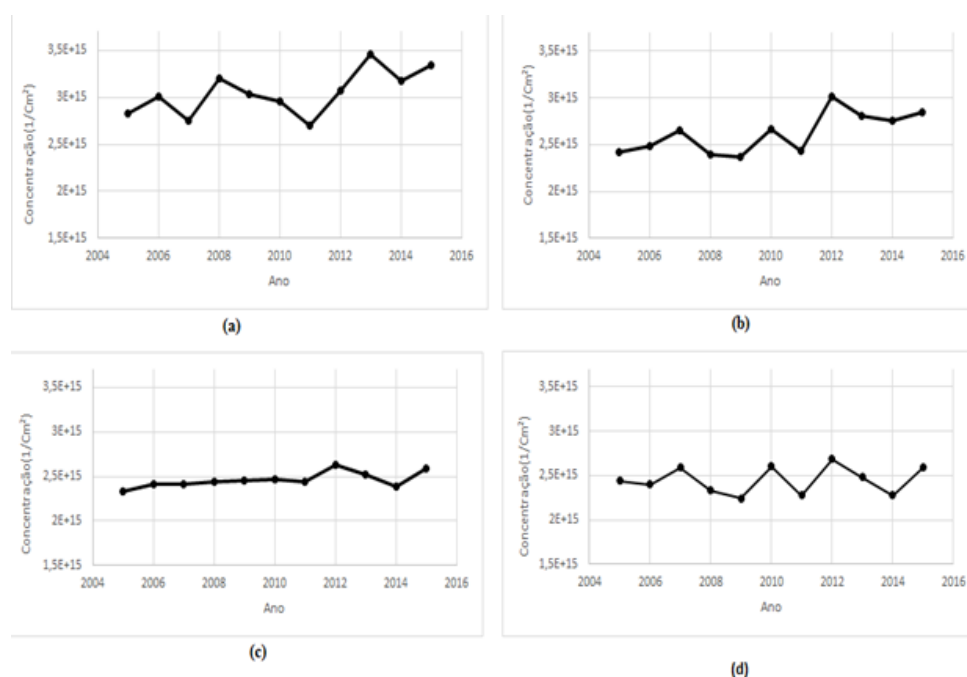 3,5E+15
3E+15
2,5E+15
2E+15
1,5E+15
Concentração(1/Cm²)
2004 2006 2008 2010 2012 2014 2016
Ano
(a)
3,5E+15
3E+15
2,5E+15
2E+15
1,5E+15
Concentração(1/Cm²)
2004 2006 2008 2010 2012 2014 2016
Ano
(b)
3,5E+15
3E+15
2,5E+15
2E+15
1,5E+15
Concentração(1/Cm²)
2004 2006 2008 2010 2012 2014 2016
Ano
(c)
3,5E+15
3E+15
2,5E+15
2E+15
1,5E+15
Concentração(1/Cm²)
2004 2006 2008 2010 2012 2014 2016
Ano
(d)